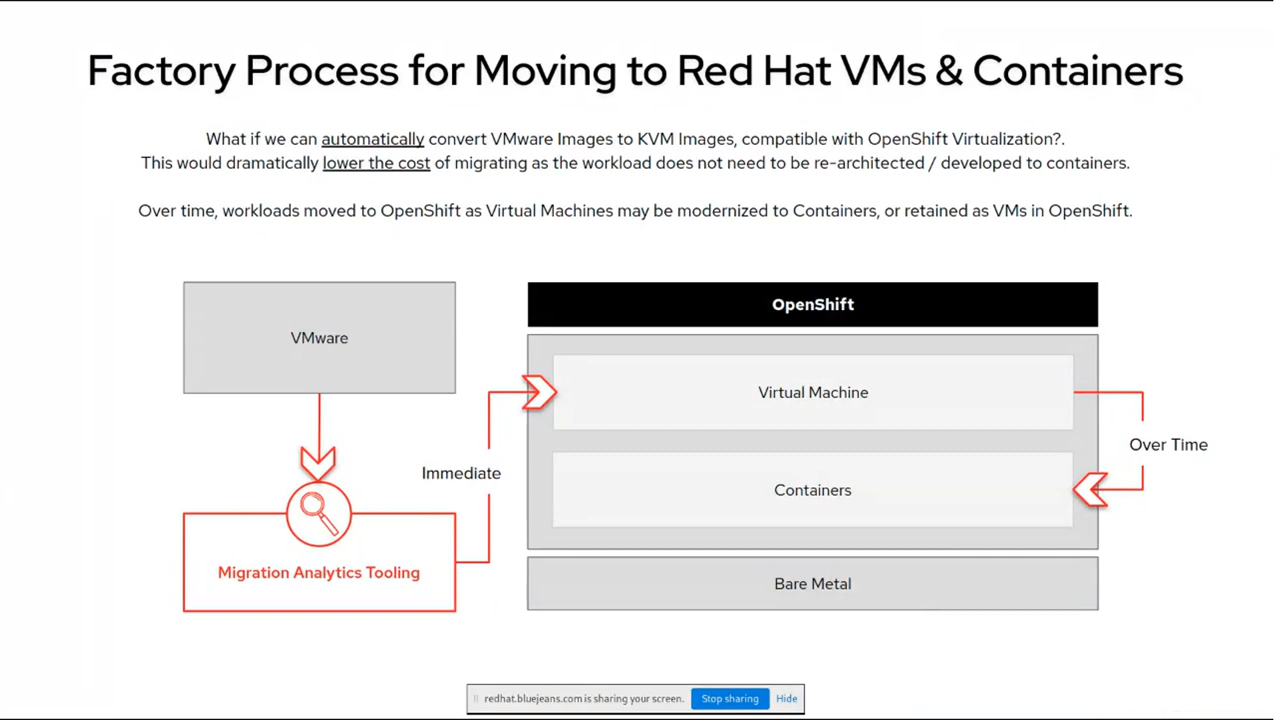 Factory Process for Moving to Red Hat VMs & Containers
What if we can automatically convert VMware Images to KVM Images, compatible with OpenShift Virtualization?.
This would dramatically lower the cost of migrating as the workload does not need to be re-architected / developed to containers.
Over time, workloads moved to OpenShift as Virtual Machines may be modernized to Containers, or retained as VMs in OpenShift.
VMware
Immediate
Migration Analytics Tooling
OpenShift
Virtual Machine
Containers
Over Time
Bare Metal
redhat.bluejeans.com is sharing your screen. Stop sharing Hide